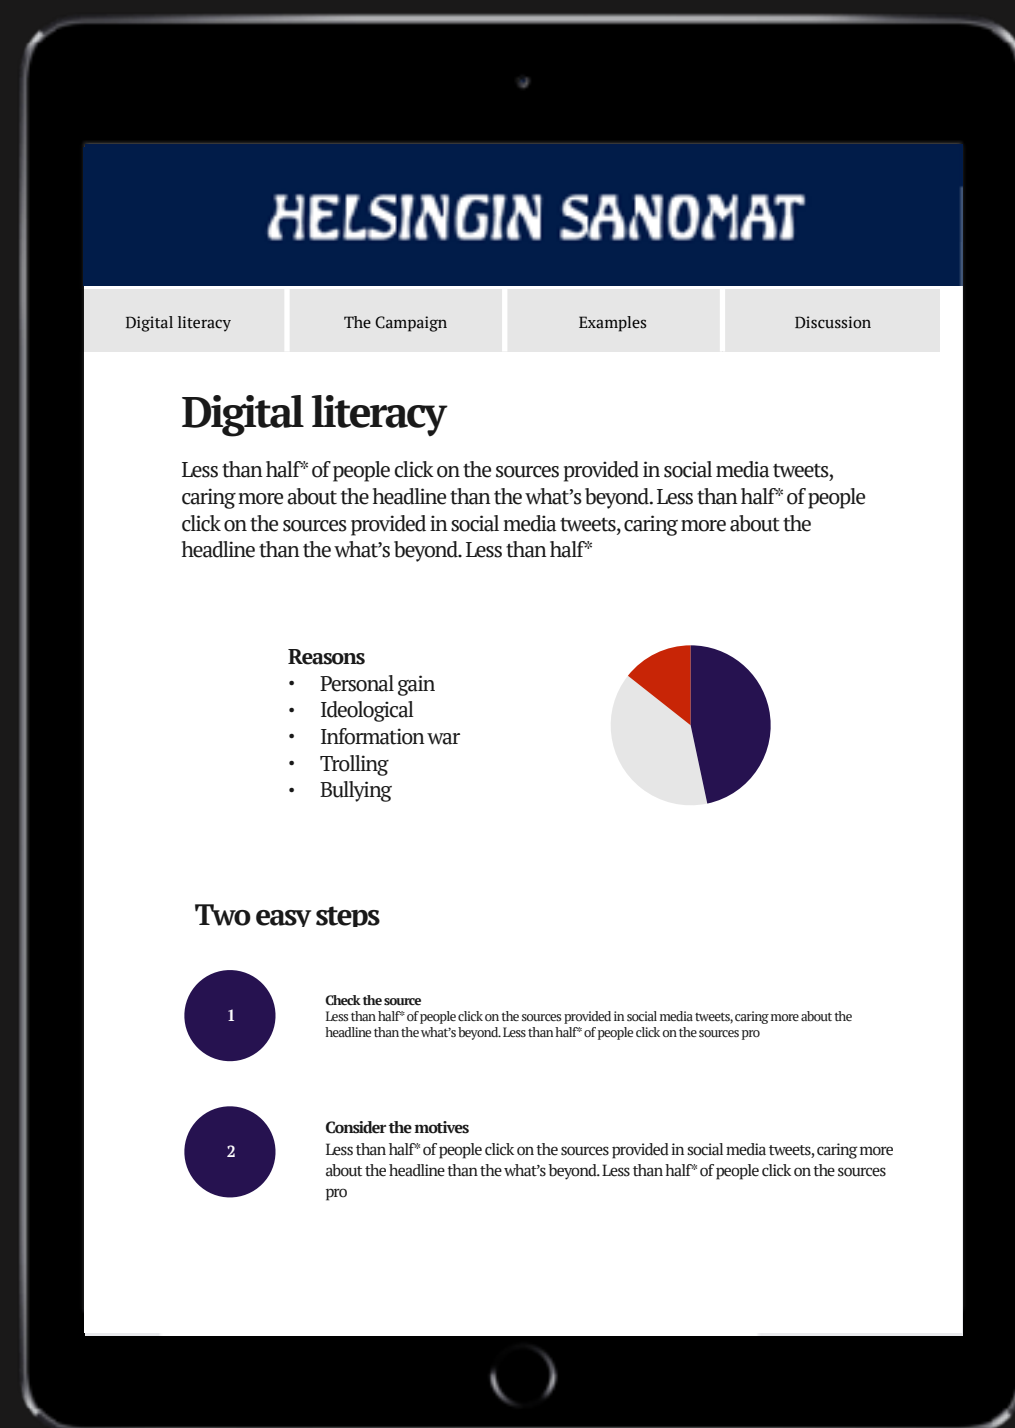 HELSINGIN SANOMAT
Digital literacy
The Campaign
Examples
Discussion
Digital literacy
Less than half* of people click on the sources provided in social media tweets,
caring more about the headline than the what’s beyond. Less than half* of people
click on the sources provided in social media tweets, caring more about the
headline than the what’s beyond. Less than half*
Reasons
• Personal gain
• Ideological
• Information war
• Trolling
• Bullying
Two easy steps
1
Check the source
Less than half* of people click on the sources provided in social media tweets, caring more about the
headline than the what’s beyond. Less than half* of people click on the sources pro
2
Consider the motives
Less than half* of people click on the sources provided in social media tweets, caring more
about the headline than the what’s beyond. Less than half* of people click on the sources
pro